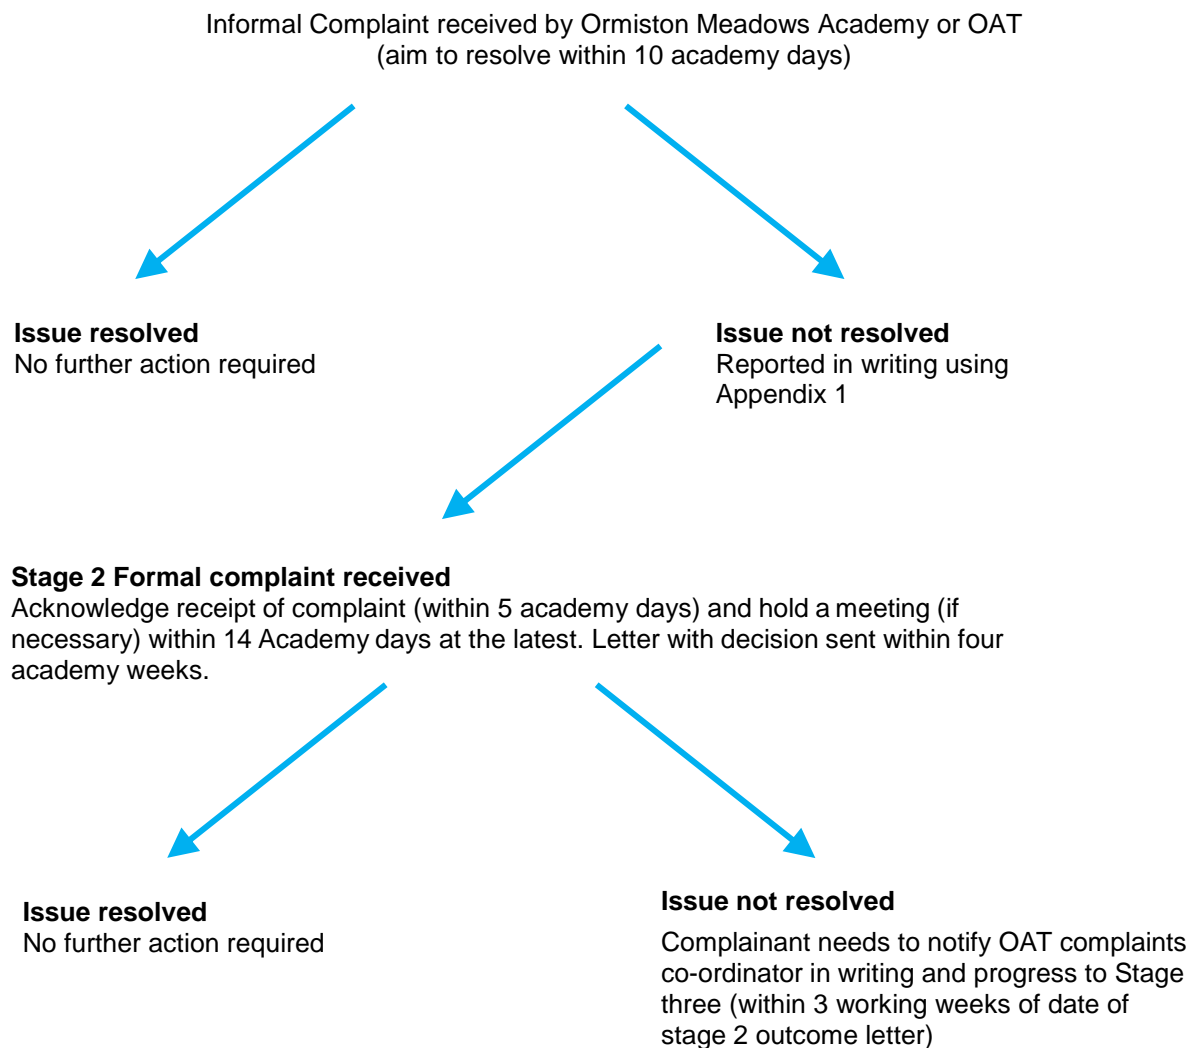 Informal Complaint received by Ormiston Meadows Academy or OAT
(aim to resolve within 10 academy days)
Issue resolved
No further action required
Issue not resolved
Reported in writing using
Appendix 1
Stage 2 Formal complaint received
Acknowledge receipt of complaint (within 5 academy days) and hold a meeting (if
necessary) within 14 Academy days at the latest. Letter with decision sent within four
academy weeks.
Issue resolved
No further action required
Issue not resolved
Complainant needs to notify OAT complaints
co-ordinator in writing and progress to Stage
three (within 3 working weeks of date of
stage 2 outcome letter)